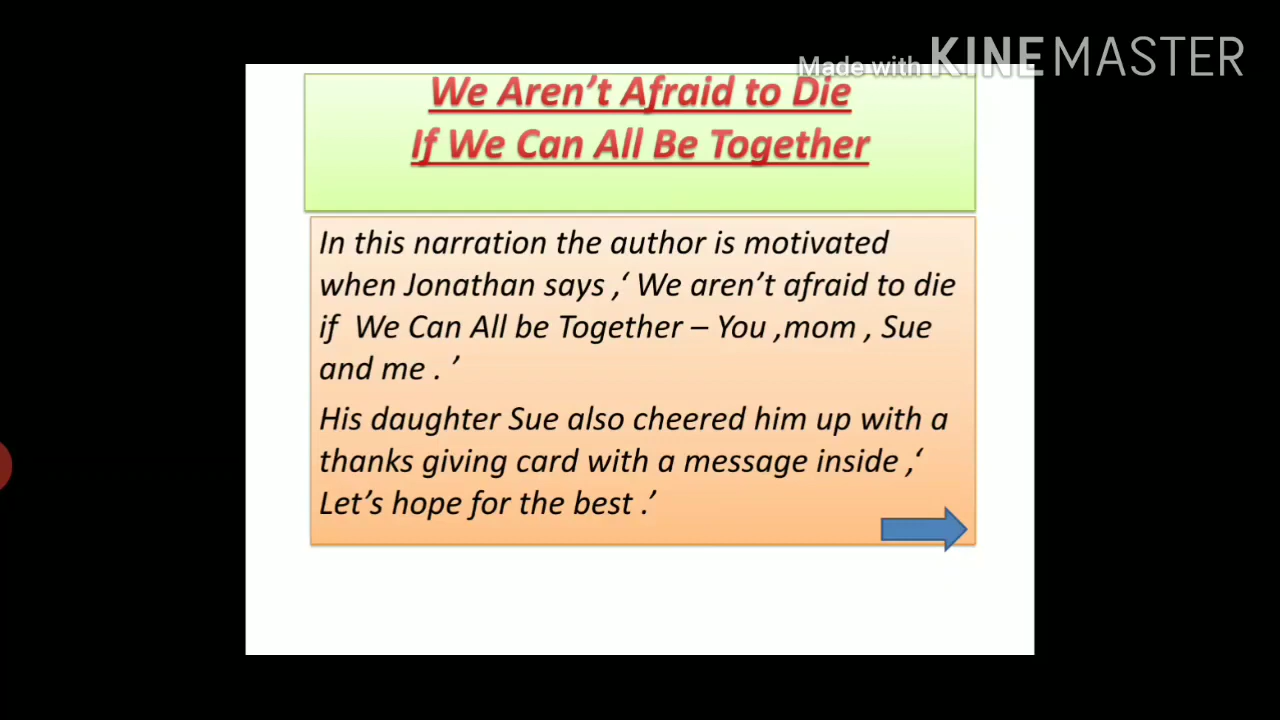 Made with KINEMASTER
We Aren’t Afraid to Die
If We Can All Be Together
In this narration the author is motivated
when Jonathan says ,‘ We aren’t afraid to die
if We Can All be Together – You ,mom , Sue
and me . ’
His daughter Sue also cheered him up with a
thanks giving card with a message inside ,‘
Let’s hope for the best .’